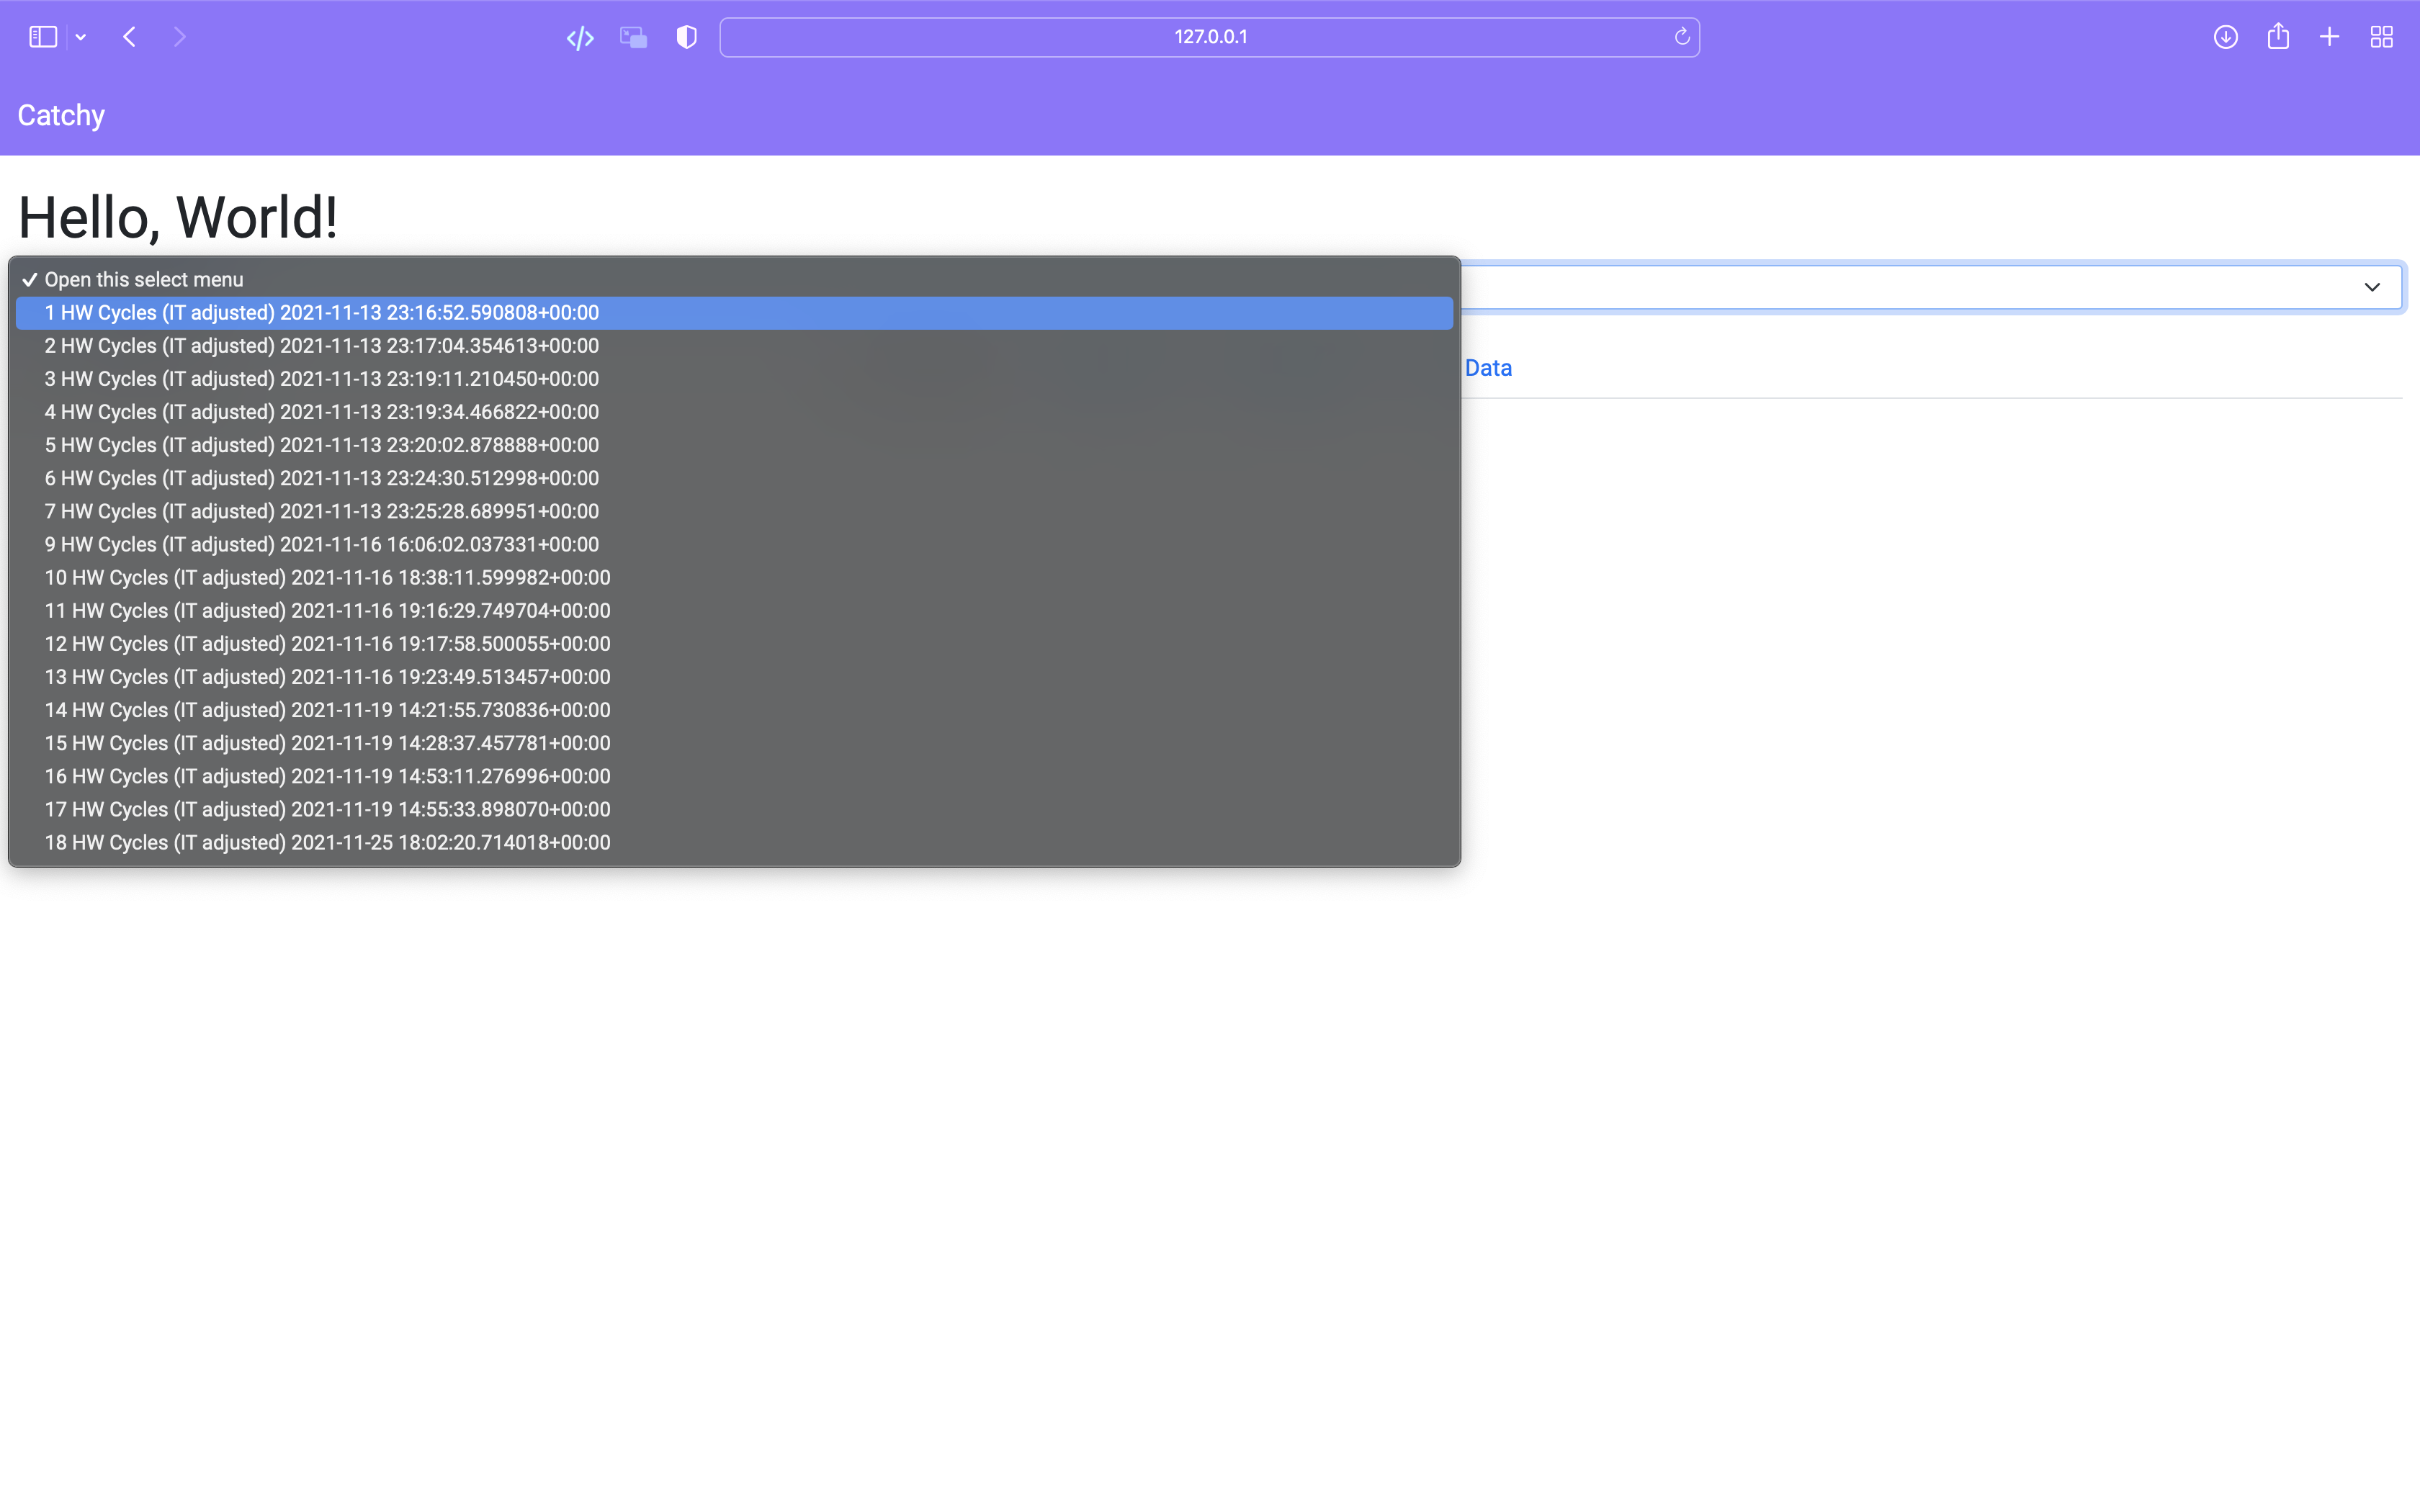 127.0.0.1
Catchy
Hello, World!
Open this select menu
1 HW Cycles (IT adjusted) 2021-11-13 23:16:52.590808+00:00
2 HW Cycles (IT adjusted) 2021-11-13 23:17:04.354613+00:00
3 HW Cycles (IT adjusted) 2021-11-13 23:19:11.210450+00:00
4 HW Cycles (IT adjusted) 2021-11-13 23:19:34.466822+00:00
5 HW Cycles (IT adjusted) 2021-11-13 23:20:02.878888+00:00
6 HW Cycles (IT adjusted) 2021-11-13 23:24:30.512998+00:00
7 HW Cycles (IT adjusted) 2021-11-13 23:25:28.689951+00:00
9 HW Cycles (IT adjusted) 2021-11-16 16:06:02.037331+00:00
10 HW Cycles (IT adjusted) 2021-11-16 18:38:11.599982+00:00
11 HW Cycles (IT adjusted) 2021-11-16 19:16:29.749704+00:00
12 HW Cycles (IT adjusted) 2021-11-16 19:17:58.500055+00:00
13 HW Cycles (IT adjusted) 2021-11-16 19:23:49.513457+00:00
14 HW Cycles (IT adjusted) 2021-11-19 14:21:55.730836+00:00
15 HW Cycles (IT adjusted) 2021-11-19 14:28:37.457781+00:00
16 HW Cycles (IT adjusted) 2021-11-19 14:53:11.276996+00:00
17 HW Cycles (IT adjusted) 2021-11-19 14:55:33.898070+00:00
18 HW Cycles (IT adjusted) 2021-11-25 18:02:20.714018+00:00
Data